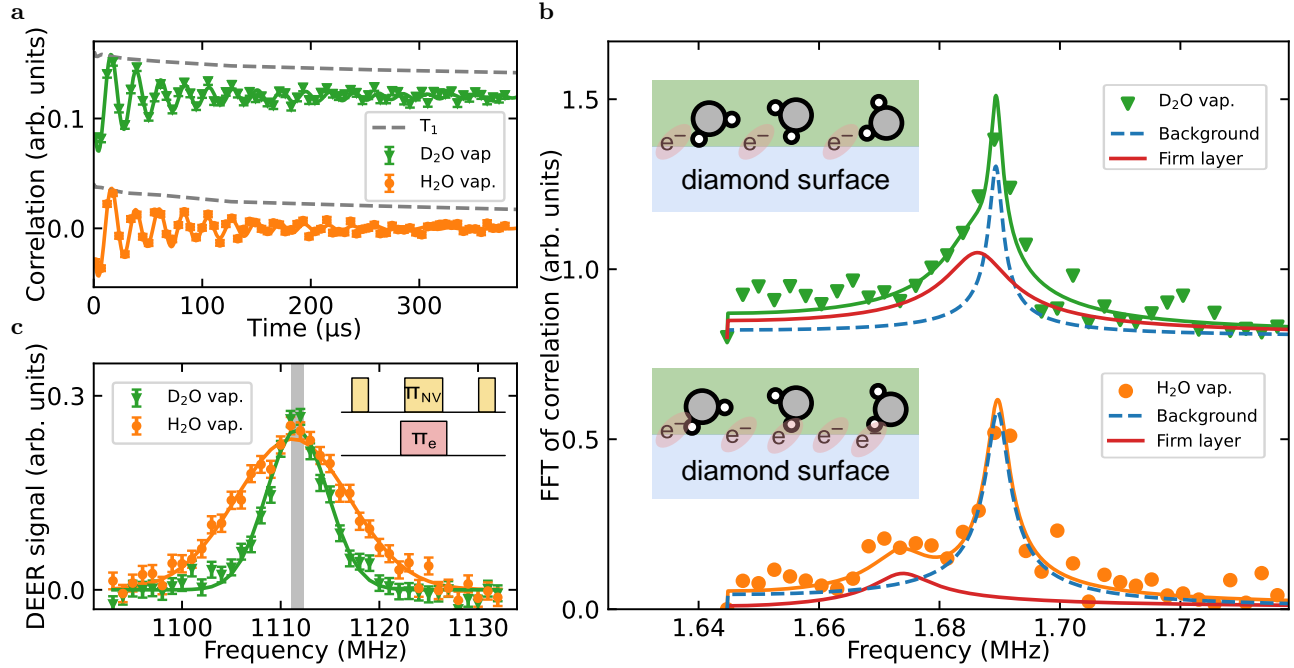 a
Correlation (arb. units)
0.1
0.0
T₁
D₂O vap
H₂O vap.
0
100
200
300
Time (μs)
c
DEER signal (arb. units)
0.3
0.0
D₂O vap.
H₂O vap.
π_NV
π_e
1100
1110
1120
1130
Frequency (MHz)
b
FFT of correlation (arb. units)
1.5
1.0
0.5
0.0
e⁻ e⁻ e⁻
diamond surface
D₂O vap.
Background
Firm layer
e⁻ e⁻ e⁻ e⁻ e⁻
diamond surface
H₂O vap.
Background
Firm layer
1.64
1.66
1.68
1.70
1.72
Frequency (MHz)